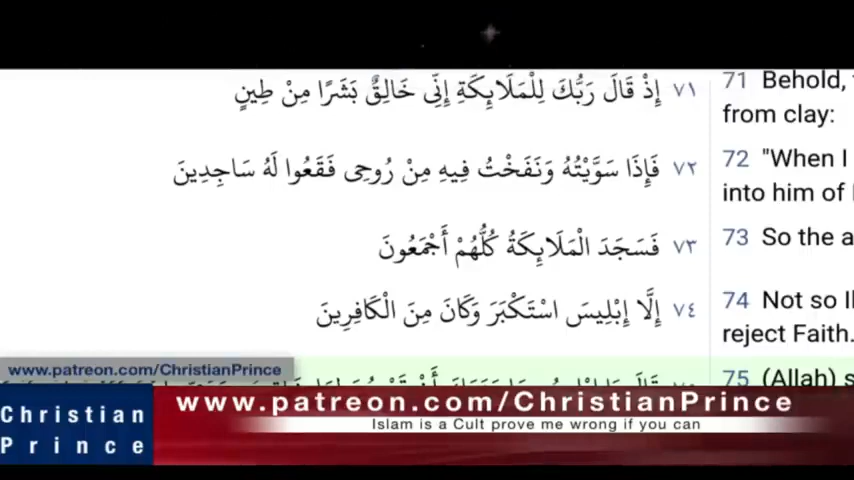 ٧١ إِذْ قَالَ رَبُّكَ لِلْمَلَائِكَةِ إِنِّي خَالِقٌ بَشَرًا مِنْ طِينٍ
71 Behold,
from clay:
٧٢ فَإِذَا سَوَّيْتُهُ وَنَفَخْتُ فِيهِ مِنْ رُوحِي فَقَعُوا لَهُ سَاجِدِينَ
72 "When I
into him of
٧٣ فَسَجَدَ الْمَلَائِكَةُ كُلُّهُمْ أَجْمَعُونَ
73 So the a
٧٤ إِلَّا إِبْلِيسَ اسْتَكْبَرَ وَكَانَ مِنَ الْكَافِرِينَ
74 Not so
reject Faith.
75 (Allah) s
www.patreon.com/ChristianPrince
www.patreon.com/ChristianPrince
Christian
Prince
Islam is a Cult prove me wrong if you can